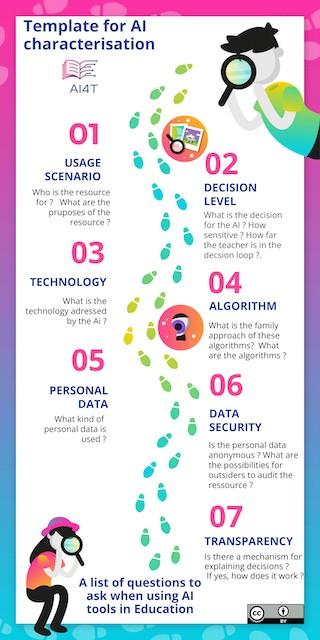 Template for AI
characterisation
AI4T
01
USAGE
SCENARIO
Who is the resource
for ? What are the
pruposes of the
resource ?
02
DECISION
LEVEL
What is the decision
for the AI ? How
sensitive ? How far
the teacher is in the
decsion loop ?.
03
TECHNOLOGY
What is the
technology adressed
by the Ai ?
04
ALGORITHM
What is the family
approach of these
algorithms? What
are the algorithms ?
05
PERSONAL
DATA
What kind of
personal data is
used ?
06
DATA
SECURITY
Is the personal data
anonymous ? What are
the possibilities for
outsiders to audit the
ressource ?
07
TRANSPARENCY
Is there a mechanism for
explaining decisions ?
If yes, how does it work ?
A list of questions to
ask when using AI
tools in Education
cc
BY